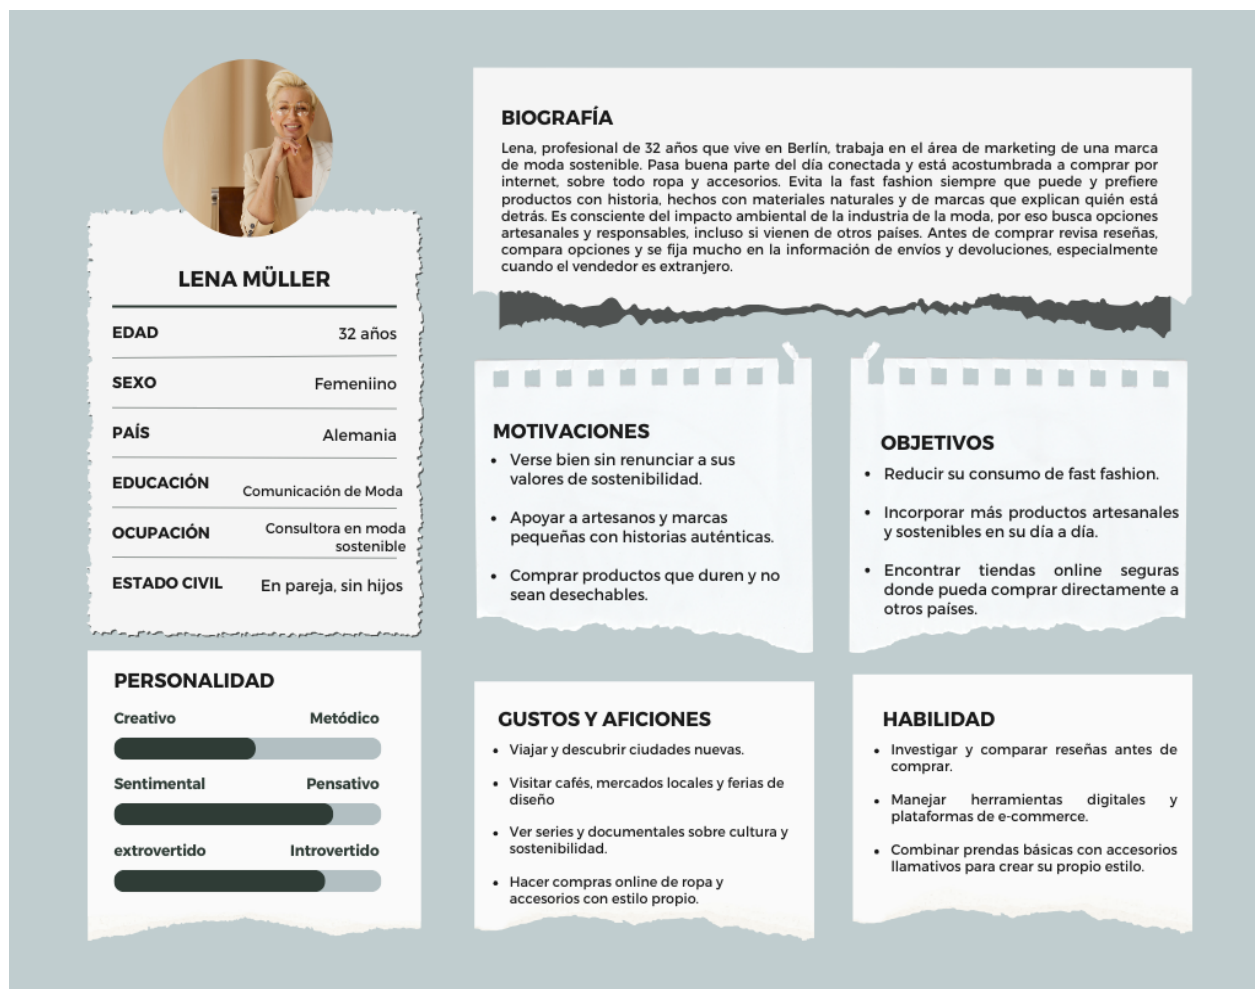 LENA MÜLLER
EDAD 32 años
SEXO Femeniino
PAÍS Alemania
EDUCACIÓN Comunicación de Moda
OCUPACIÓN Consultora en moda
sostenible
ESTADO CIVIL En pareja, sin hijos
PERSONALIDAD
Creativo Metódico
Sentimental Pensativo
extrovertido Introvertido
BIOGRAFÍA
Lena, profesional de 32 años que vive en Berlín, trabaja en el área de marketing de una marca
de moda sostenible. Pasa buena parte del día conectada y está acostumbrada a comprar por
internet, sobre todo ropa y accesorios. Evita la fast fashion siempre que puede y prefiere
productos con historia, hechos con materiales naturales y de marcas que explican quién está
detrás. Es consciente del impacto ambiental de la industria de la moda, por eso busca opciones
artesanales y responsables, incluso si vienen de otros países. Antes de comprar revisa reseñas,
compara opciones y se fija mucho en la información de envíos y devoluciones, especialmente
cuando el vendedor es extranjero.
MOTIVACIONES
• Verse bien sin renunciar a sus
valores de sostenibilidad.
• Apoyar a artesanos y marcas
pequeñas con historias auténticas.
• Comprar productos que duren y no
sean desechables.
OBJETIVOS
• Reducir su consumo de fast fashion.
• Incorporar más productos artesanales
y sostenibles en su día a día.
• Encontrar tiendas online seguras
donde pueda comprar directamente a
otros países.
GUSTOS Y AFICIONES
• Viajar y descubrir ciudades nuevas.
• Visitar cafés, mercados locales y ferias de
diseño
• Ver series y documentales sobre cultura y
sostenibilidad.
• Hacer compras online de ropa y
accesorios con estilo propio.
HABILIDAD
• Investigar y comparar reseñas antes de
comprar.
• Manejar herramientas digitales y
plataformas de e-commerce.
• Combinar prendas básicas con accesorios
llamativos para crear su propio estilo.